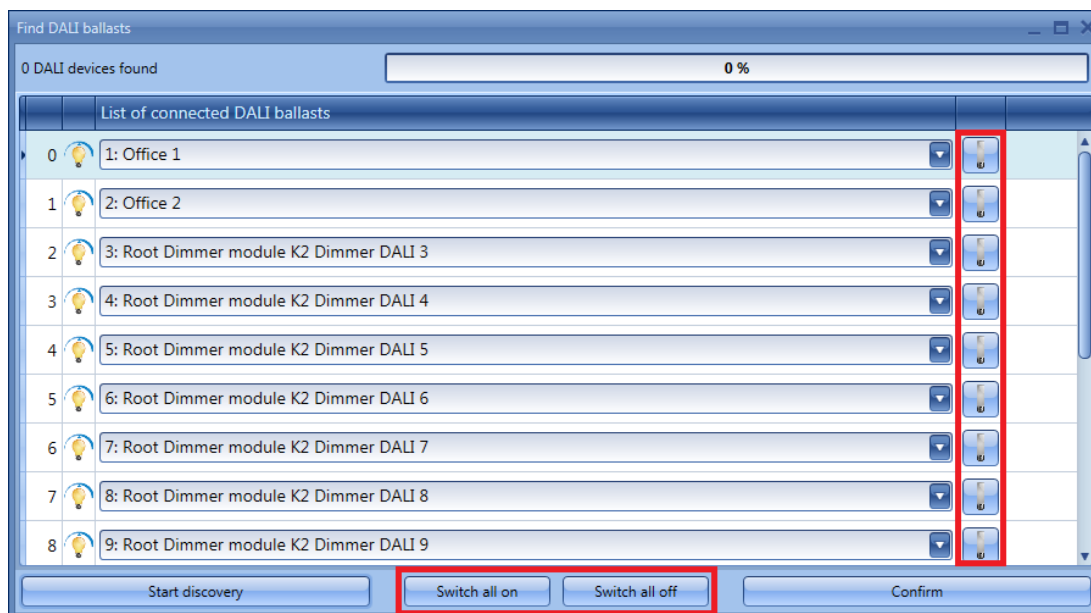 Find DALI ballasts
0 DALI devices found
0 %
List of connected DALI ballasts
0 1: Office 1
1 2: Office 2
2 3: Root Dimmer module K2 Dimmer DALI 3
3 4: Root Dimmer module K2 Dimmer DALI 4
4 5: Root Dimmer module K2 Dimmer DALI 5
5 6: Root Dimmer module K2 Dimmer DALI 6
6 7: Root Dimmer module K2 Dimmer DALI 7
7 8: Root Dimmer module K2 Dimmer DALI 8
8 9: Root Dimmer module K2 Dimmer DALI 9
Start discovery Switch all on Switch all off Confirm